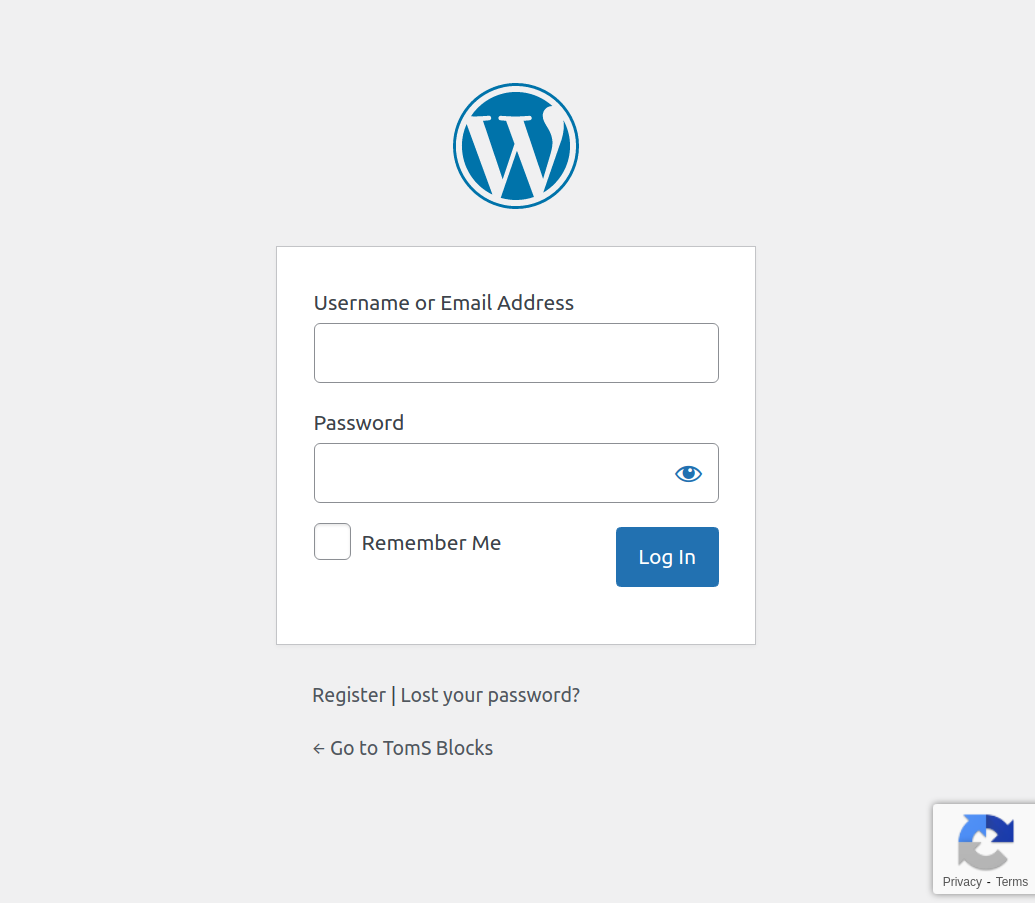 Username or Email Address
Password
Remember Me
Log In
Register | Lost your password?
← Go to TomS Blocks
Privacy - Terms